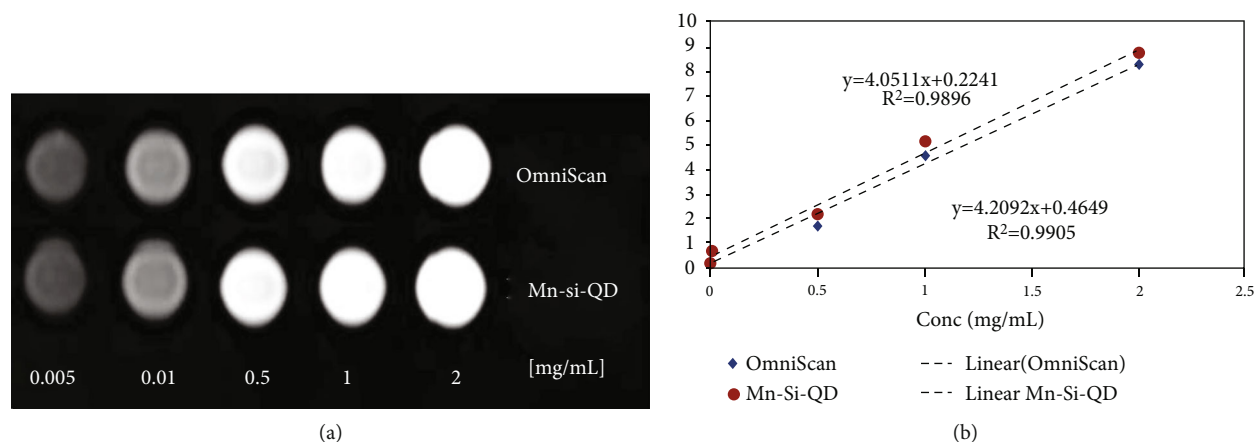 OmniScan
Mn-si-QD
0.005 0.01 0.5 1 2 [mg/mL]
(a)
10
9
8
7
6
5
4
3
2
1
0
y=4.0511x+0.2241
R²=0.9896
y=4.2092x+0.4649
R²=0.9905
0 0.5 1 1.5 2 2.5
Conc (mg/mL)
OmniScan Linear(OmniScan)
Mn-Si-QD Linear Mn-Si-QD
(b)